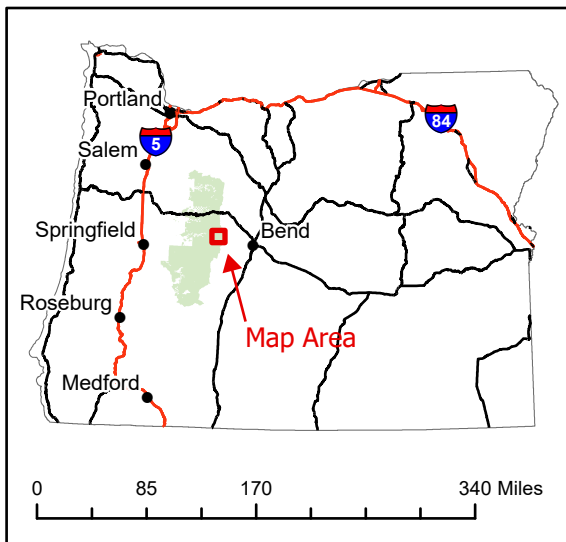 Portland
5
84
Salem
Springfield
Bend
Roseburg
Map Area
Medford
0 85 170 340 Miles